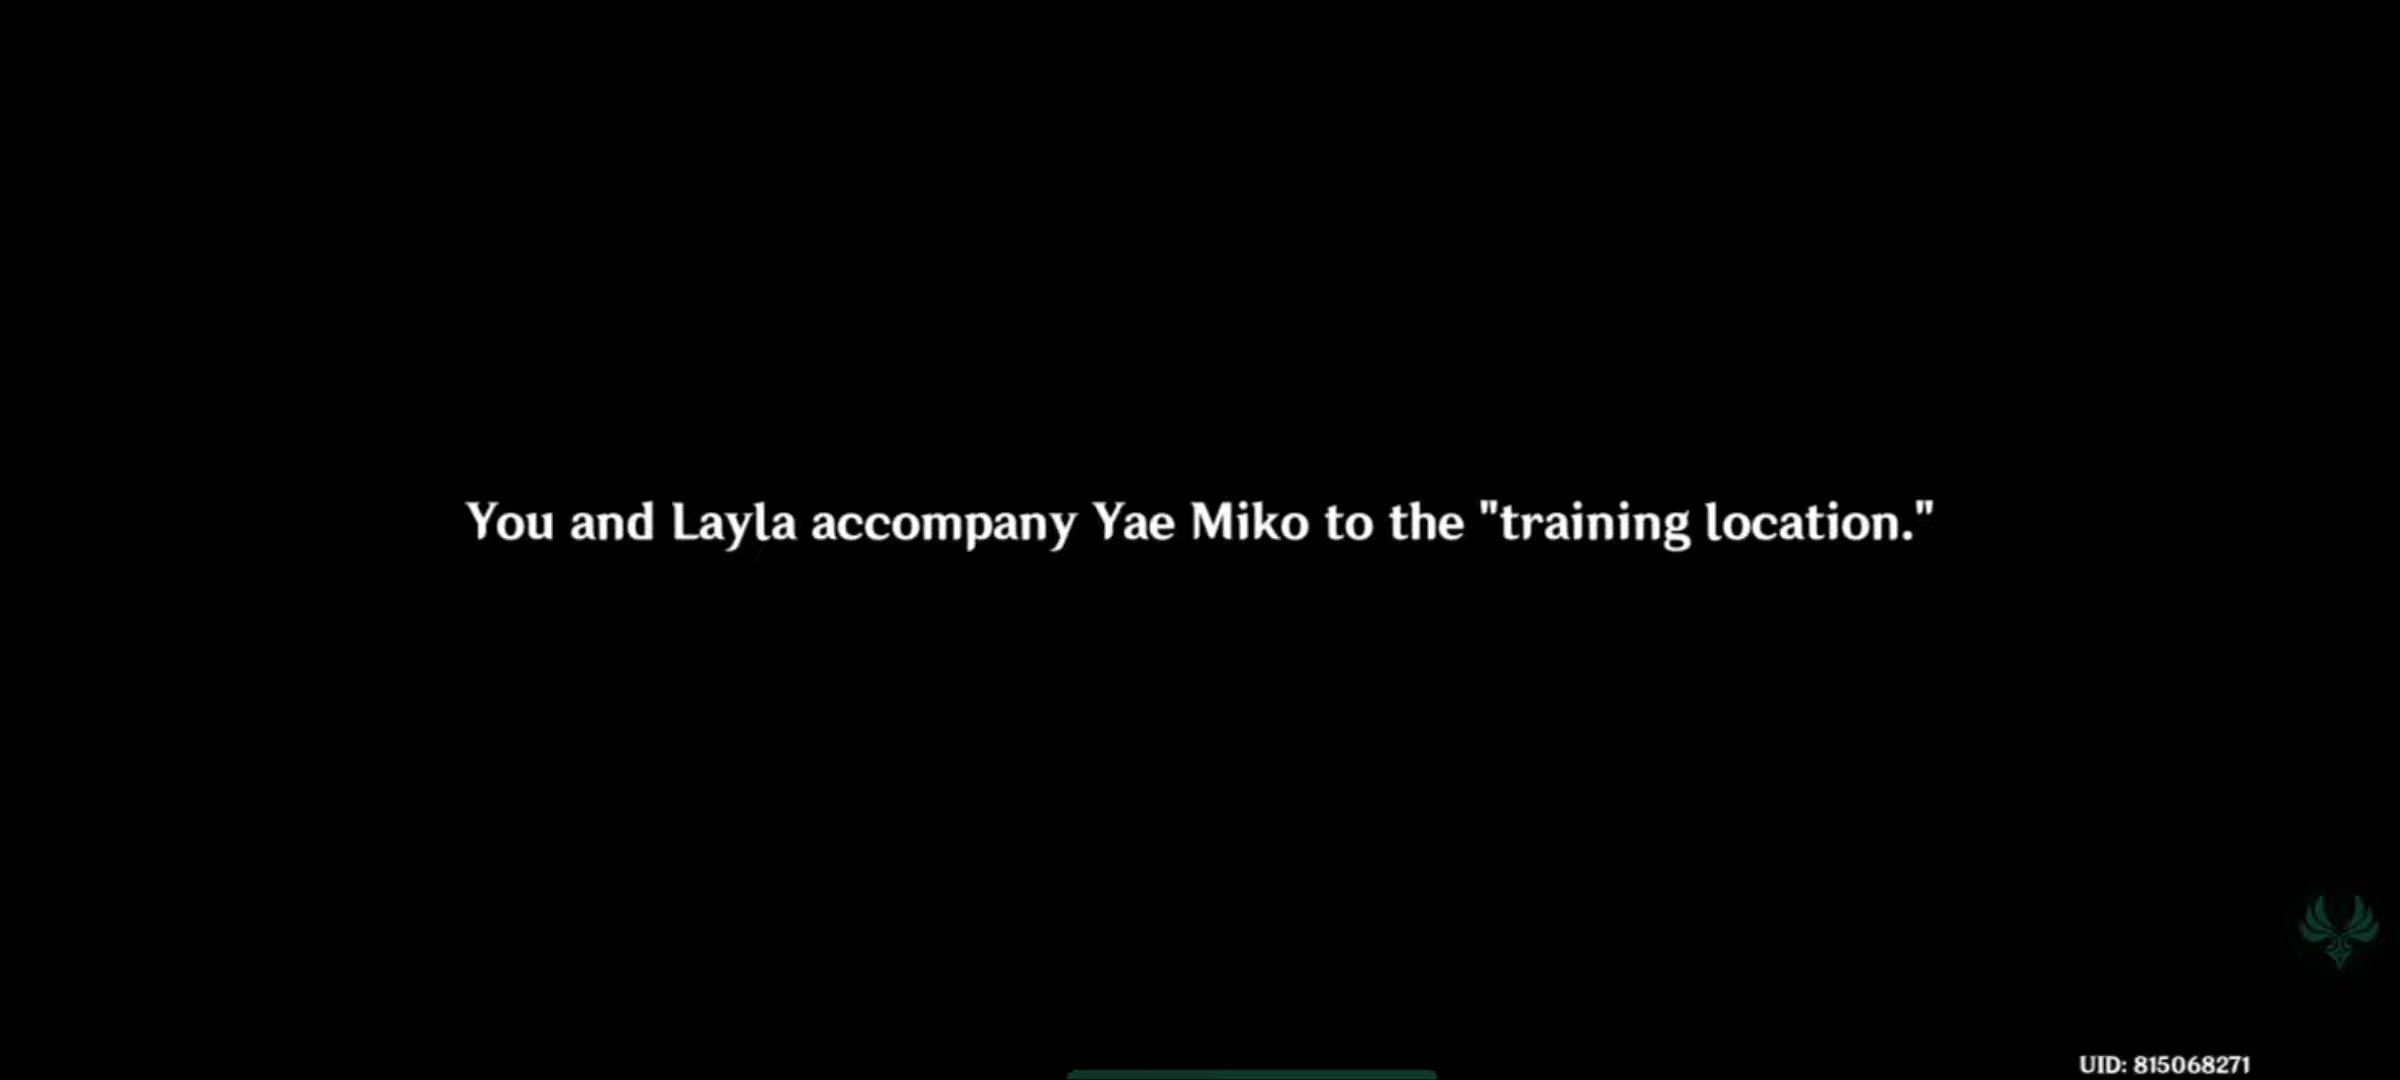 You and Layla accompany Yae Miko to the "training location."
UID: 815068271